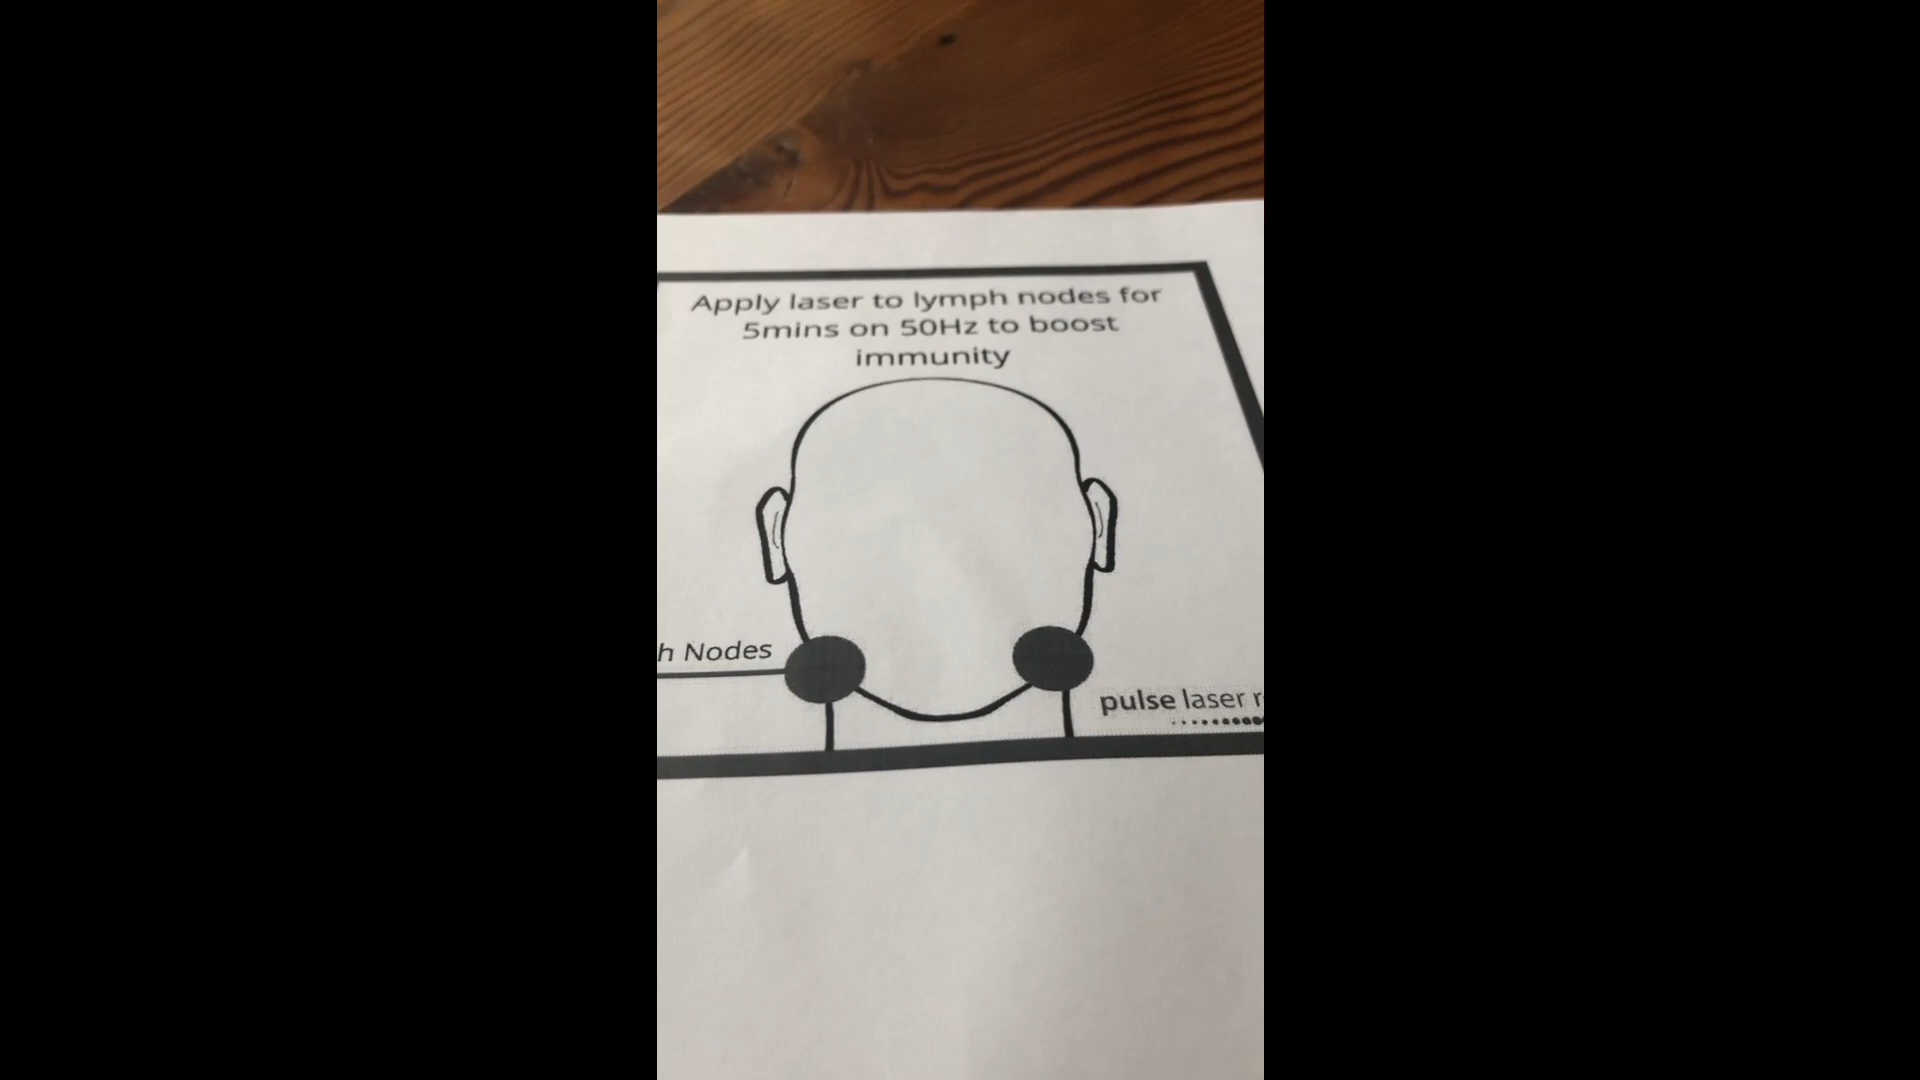 Apply laser to lymph nodes for
5mins on 50Hz to boost
immunity
h Nodes
pulse laser r